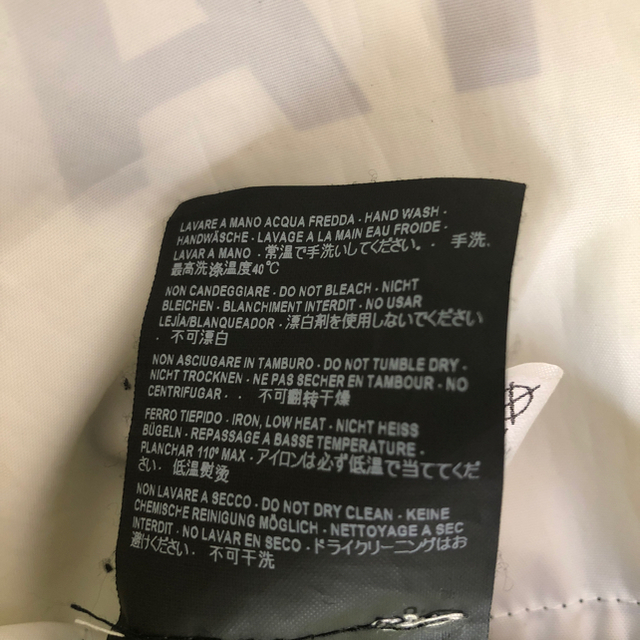 LAVARE A MANO ACQUA FREDDA - HAND WASH -
HANDWÄSCHE - LAVAGE A LA MAIN EAU FROIDE -
LAVAR A MANO - 常温で手洗いしてください。- 手洗.
最高洗涤温度40℃
NON CANDEGGIARE - DO NOT BLEACH - NICHT
BLEICHEN - BLANCHIMENT INTERDIT - NO USAR
LEJÍA/BLANQUEADOR - 漂白剤を使用しないでください
. 不可漂白
NON ASCIUGARE IN TAMBURO - DO NOT TUMBLE DRY -
NICHT TROCKNEN - NE PAS SECHER EN TAMBOUR - NO
CENTRIFUGAR - . 不可翻转干燥
FERRO TIEPIDO - IRON, LOW HEAT - NICHT HEISS
BÜGELN - REPASSAGE A BASSE TEMPERATURE -
PLANCHAR 110º MAX - アイロンは必ず低温で当ててくだ
さい. 低温熨烫
NON LAVARE A SECCO - DO NOT DRY CLEAN - KEINE
CHEMISCHE REINIGUNG MÖGLICH - NETTOYAGE A SEC
INTERDIT - NO LAVAR EN SECO - ドライクリーニングはお
避けください. 不可干洗